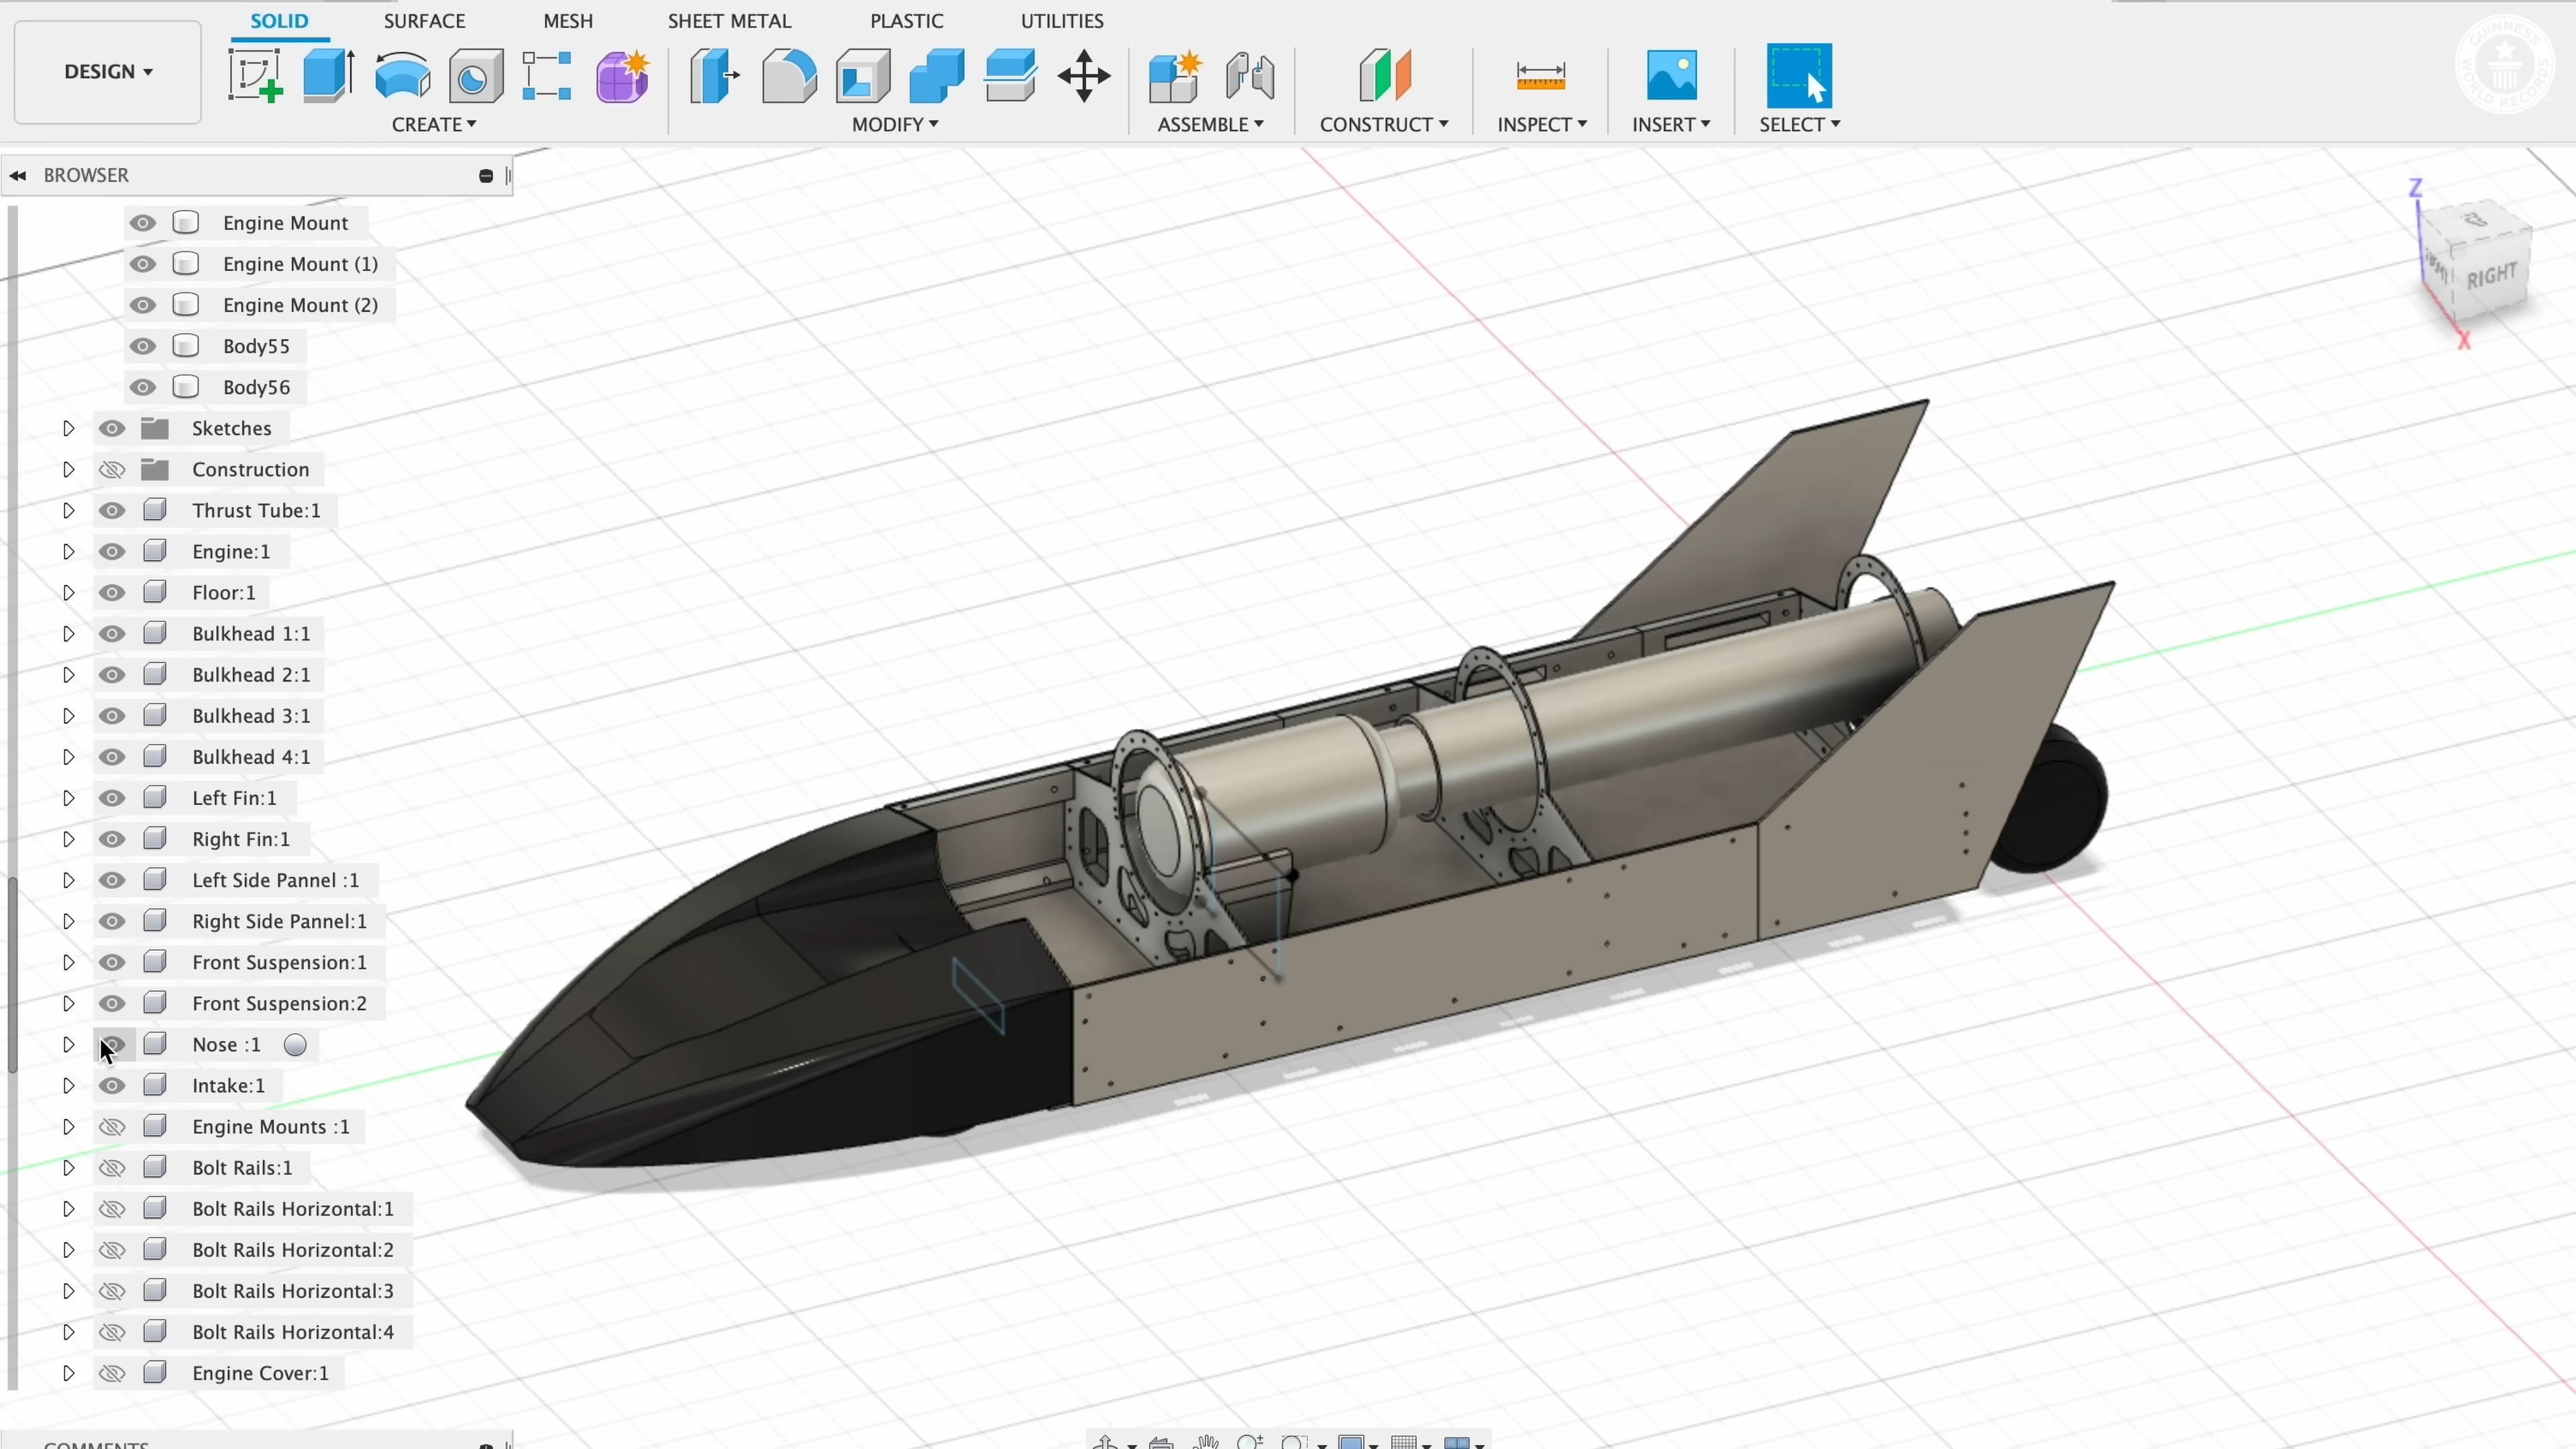 SOLID SURFACE MESH SHEET METAL PLASTIC UTILITIES
DESIGN
CREATE MODIFY ASSEMBLE CONSTRUCT INSPECT INSERT SELECT
GUINNESS WORLD RECORDS
BROWSER
Engine Mount
Engine Mount (1)
Engine Mount (2)
Body55
Body56
Sketches
Construction
Thrust Tube:1
Engine:1
Floor:1
Bulkhead 1:1
Bulkhead 2:1
Bulkhead 3:1
Bulkhead 4:1
Left Fin:1
Right Fin:1
Left Side Pannel :1
Right Side Pannel:1
Front Suspension:1
Front Suspension:2
Nose :1
Intake:1
Engine Mounts :1
Bolt Rails:1
Bolt Rails Horizontal:1
Bolt Rails Horizontal:2
Bolt Rails Horizontal:3
Bolt Rails Horizontal:4
Engine Cover:1
COMMENTS
Z
RIGHT
X